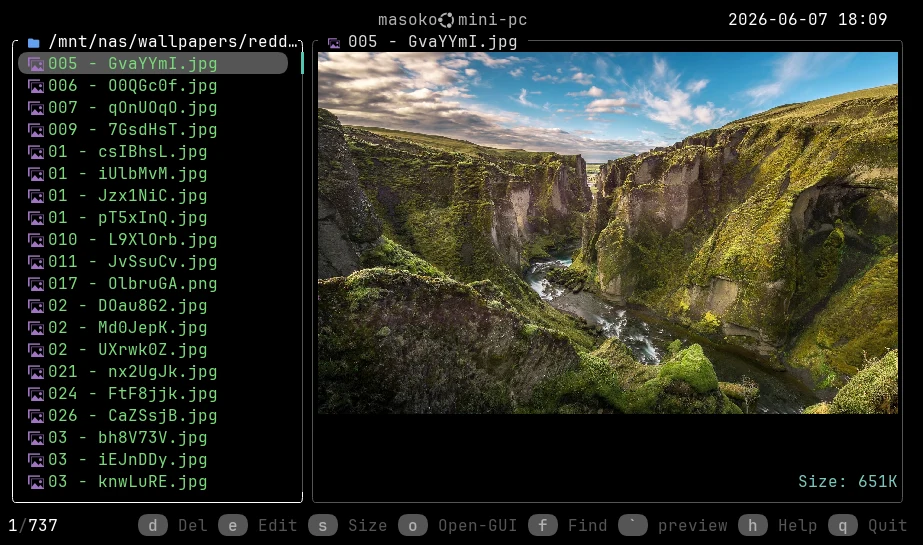 masoko mini-pc 2026-06-07 18:09
/mnt/nas/wallpapers/redd…
005 - GvaYYmI.jpg
005 - GvaYYmI.jpg
006 - O0QGc0f.jpg
007 - qOnUOqO.jpg
009 - 7GsdHsT.jpg
01 - csIBhsL.jpg
01 - iUlbMvM.jpg
01 - Jzx1NiC.jpg
01 - pT5xInQ.jpg
010 - L9XlOrb.jpg
011 - JvSsuCv.jpg
017 - OlbruGA.png
02 - DOau8G2.jpg
02 - Md0JepK.jpg
02 - UXrwk0Z.jpg
021 - nx2UgJk.jpg
024 - FtF8jjk.jpg
026 - CaZSsjB.jpg
03 - bh8V73V.jpg
03 - iEJnDDy.jpg
03 - knwLuRE.jpg
Size: 651K
1/737 d Del e Edit s Size o Open-GUI f Find ` preview h Help q Quit